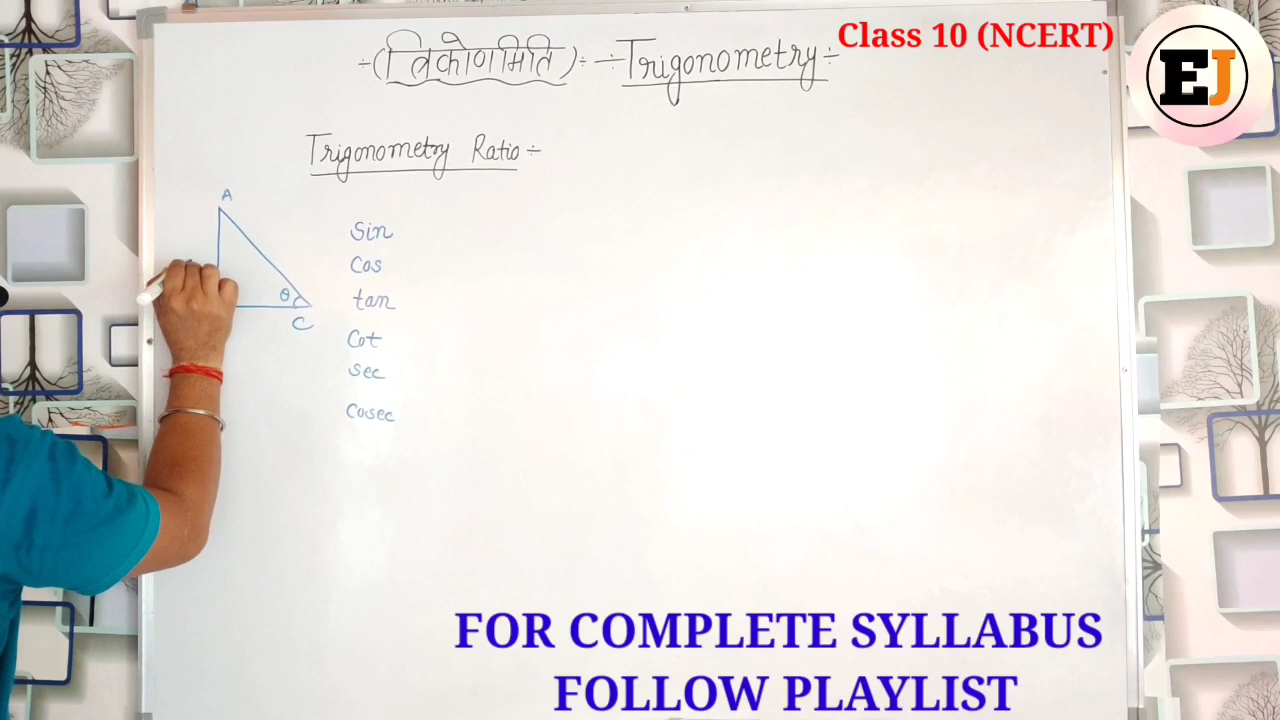 Class 10 (NCERT)
EJ
÷(त्रिकोणमिति)÷ ÷Trigonometry÷
Trigonometry Ratio÷
A
θ
C
Sin
Cos
tan
Cot
Sec
Cosec
FOR COMPLETE SYLLABUS
FOLLOW PLAYLIST